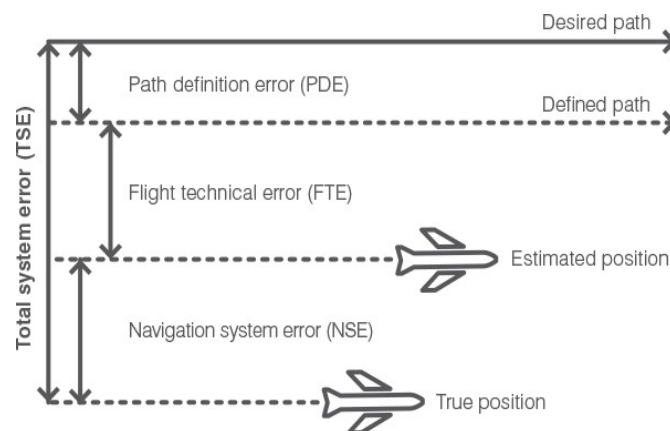 Desired path
Path definition error (PDE)
Defined path
Total system error (TSE)
Flight technical error (FTE)
Estimated position
Navigation system error (NSE)
True position